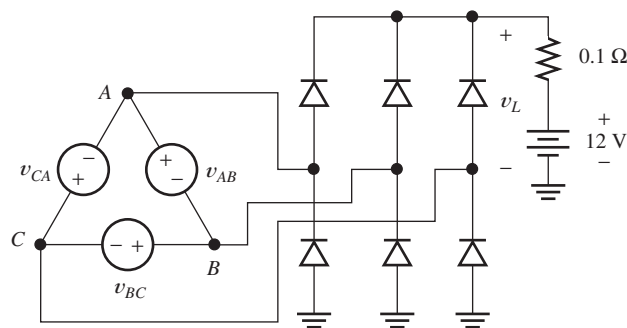 +
0.1 Ω
A
v_L
− + + −
+
12 V
−
v_CA
v_AB
−
C
− +
B
v_BC